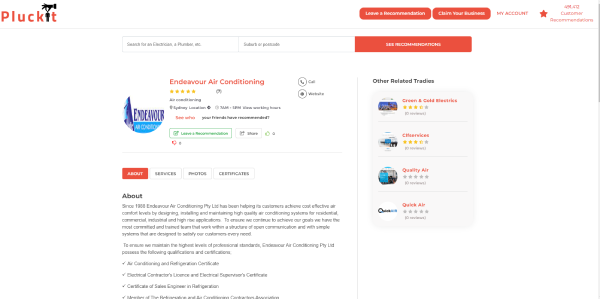 Pluckit
Leave a Recommendation
Claim Your Business
MY ACCOUNT
Customer
Recommendations
Search for as Electrician, a Plumber, etc.
Suburb or postcode
SEE RECOMMENDATIONS
Endeavour Air Conditioning
Air conditioning
Sydney Location
7AM - 5PM View working hours
See who your friends have recommended?
Leave a Recommendation
Share
0
0
Call
Website
ENDEAVOUR
AIR CONDITIONING
ABOUT
SERVICES
PHOTOS
CERTIFICATES
About
Since 1988 Endeavour Air Conditioning Pty Ltd has been helping its customers achieve cost effective air
comfort levels by designing, installing and maintaining high quality air conditioning systems for residential,
commercial, industrial and high rise applications. To ensure we continue to achieve our goals we have the
most committed and trained team that work within a structure of open communication and with simple
systems that are designed to satisfy our customers every need.
To ensure we maintain the highest levels of professional standards, Endeavour Air Conditioning Pty Ltd
possess the following qualifications and certifications:
✓ Air Conditioning and Refrigeration Certificate
✓ Electrical Contractor's Licence and Electrical Supervisor's Certificate
✓ Certificate of Sales Engineer in Refrigeration
✓ Member of The Refrigeration and Air Conditioning Contractors Association
Other Related Tradies
Green & Gold Electrics
(0 reviews)
(0 reviews)
Quality Air
(0 reviews)
Quick Air
(0 reviews)